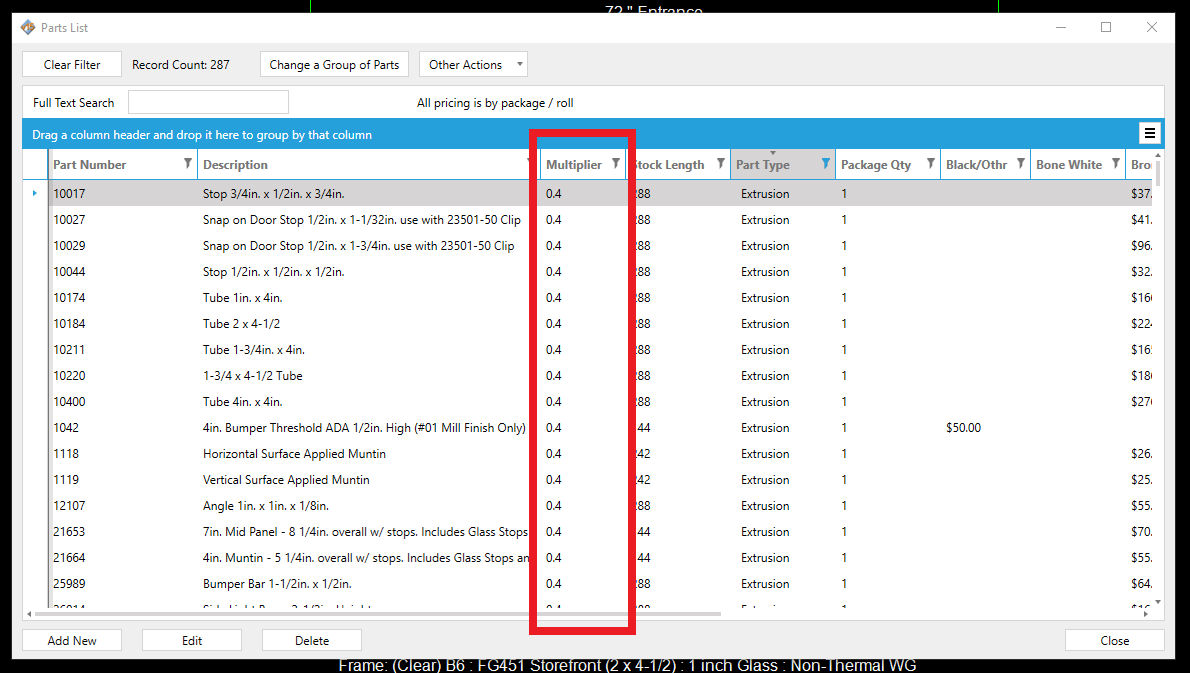 72 " Entrance
Parts List
Clear Filter Record Count: 287 Change a Group of Parts Other Actions
Full Text Search All pricing is by package / roll
Drag a column header and drop it here to group by that column
Part Number Description Multiplier Stock Length Part Type Package Qty Black/Othr Bone White
10017 Stop 3/4in. x 1/2in. x 3/4in. 0.4 288 Extrusion 1 $37.
10027 Snap on Door Stop 1/2in. x 1-1/32in. use with 23501-50 Clip 0.4 288 Extrusion 1 $41.
10029 Snap on Door Stop 1/2in. x 1-3/4in. use with 23501-50 Clip 0.4 288 Extrusion 1 $96.
10044 Stop 1/2in. x 1/2in. x 1/2in. 0.4 288 Extrusion 1 $32.
10174 Tube 1in. x 4in. 0.4 288 Extrusion 1
10184 Tube 2 x 4-1/2 0.4 288 Extrusion 1
10211 Tube 1-3/4in. x 4in. 0.4 288 Extrusion 1
10220 1-3/4 x 4-1/2 Tube 0.4 288 Extrusion 1
10400 Tube 4in. x 4in. 0.4 288 Extrusion 1
1042 4in. Bumper Threshold ADA 1/2in. High (#01 Mill Finish Only) 0.4 44 Extrusion 1 $50.00
1118 Horizontal Surface Applied Muntin 0.4 242 Extrusion 1 $26.
1119 Vertical Surface Applied Muntin 0.4 242 Extrusion 1 $25.
12107 Angle 1in. x 1in. x 1/8in. 0.4 288 Extrusion 1 $55.
21653 7in. Mid Panel - 8 1/4in. overall w/ stops. Includes Glass Stops 0.4 44 Extrusion 1 $70.
21664 4in. Muntin - 5 1/4in. overall w/ stops. Includes Glass Stops an 0.4 44 Extrusion 1 $55.
25989 Bumper Bar 1-1/2in. x 1/2in. 0.4 288 Extrusion 1 $64.
Add New Edit Delete Close
Frame: (Clear) B6 : FG451 Storefront (2 x 4-1/2) : 1 inch Glass : Non-Thermal WG